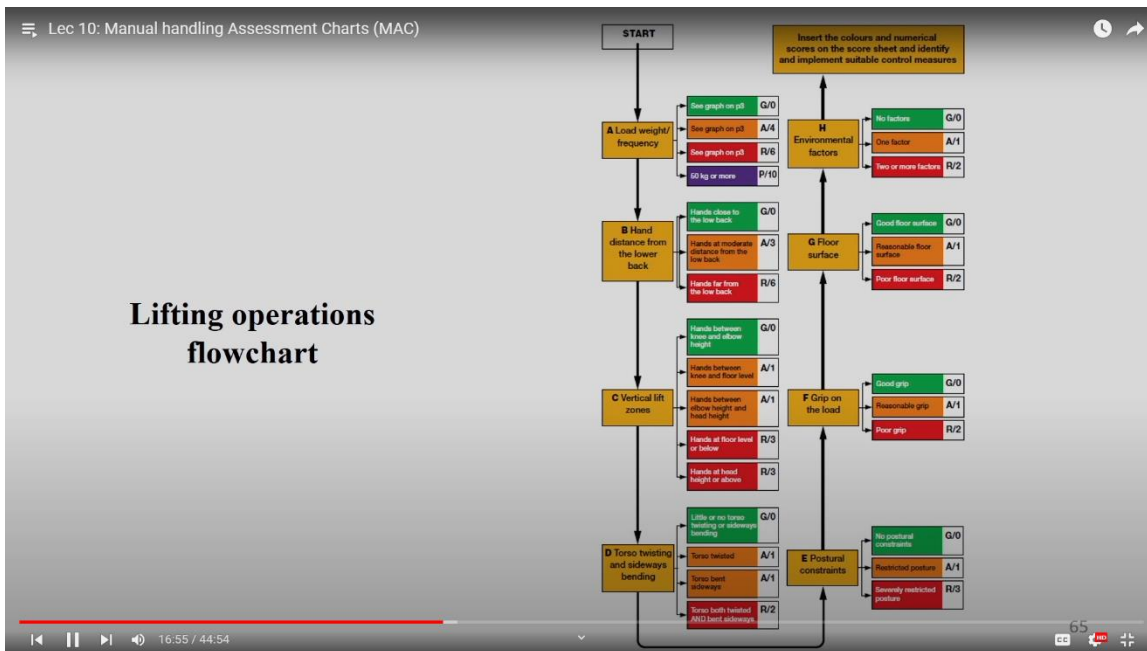 Lec 10: Manual handling Assessment Charts (MAC)
Lifting operations
flowchart
START
A Load weight/
frequency
See graph on p3 G/0
See graph on p3 A/4
See graph on p3 R/6
50 kg or more P/10
B Hand
distance from
the lower
back
Hands close to
the low back G/0
Hands at moderate
distance from the
low back A/3
Hands far from
the low back R/6
C Vertical lift
zones
Hands between
knee and elbow
height G/0
Hands between
knee and floor level A/1
Hands between
elbow height and
head height A/1
Hands at floor level
or below R/3
Hands at head
height or above R/3
D Torso twisting
and sideways
bending
Little or no torso
twisting or sideways
bending G/0
Torso twisted A/1
Torso bent
sideways A/1
Torso both twisted
AND bent sideways R/2
E Postural
constraints
No postural
constraints G/0
Restricted posture A/1
Severely restricted
posture R/3
F Grip on
the load
Good grip G/0
Reasonable grip A/1
Poor grip R/2
G Floor
surface
Good floor surface G/0
Reasonable floor
surface A/1
Poor floor surface R/2
H
Environmental
factors
No factors G/0
One factor A/1
Two or more factors R/2
Insert the colours and numerical
scores on the score sheet and identify
and implement suitable control measures
65
16:55 / 44:54
CC
HD